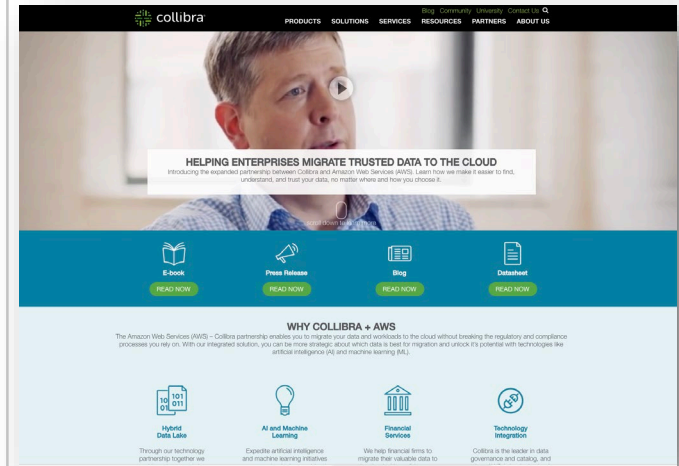 collibra
Blog Community University Contact Us
PRODUCTS SOLUTIONS SERVICES RESOURCES PARTNERS ABOUT US
HELPING ENTERPRISES MIGRATE TRUSTED DATA TO THE CLOUD
Introducing the expanded partnership between Collibra and Amazon Web Services (AWS). Learn how we make it easier to find,
understand, and trust your data, no matter where and how you choose it.
Scroll down to learn more
E-book Press Release Blog Datasheet
READ NOW READ NOW READ NOW READ NOW
WHY COLLIBRA + AWS
The Amazon Web Services (AWS) – Collibra partnership enables you to migrate your data and workloads to the cloud without breaking the regulatory and compliance
processes you rely on. With our integrated solution, you can be more strategic about which data is best for migration and unlock it's potential with technologies like
artificial intelligence (AI) and machine learning (ML).
10 101
01 011
Hybrid
Data Lake
Through our technology
partnership together we
AI and Machine
Learning
Expedite artificial intelligence
and machine learning initiatives
Financial
Services
We help financial firms to
migrate their valuable data to
Technology
Integration
Collibra is the leader in data
governance and catalog, and